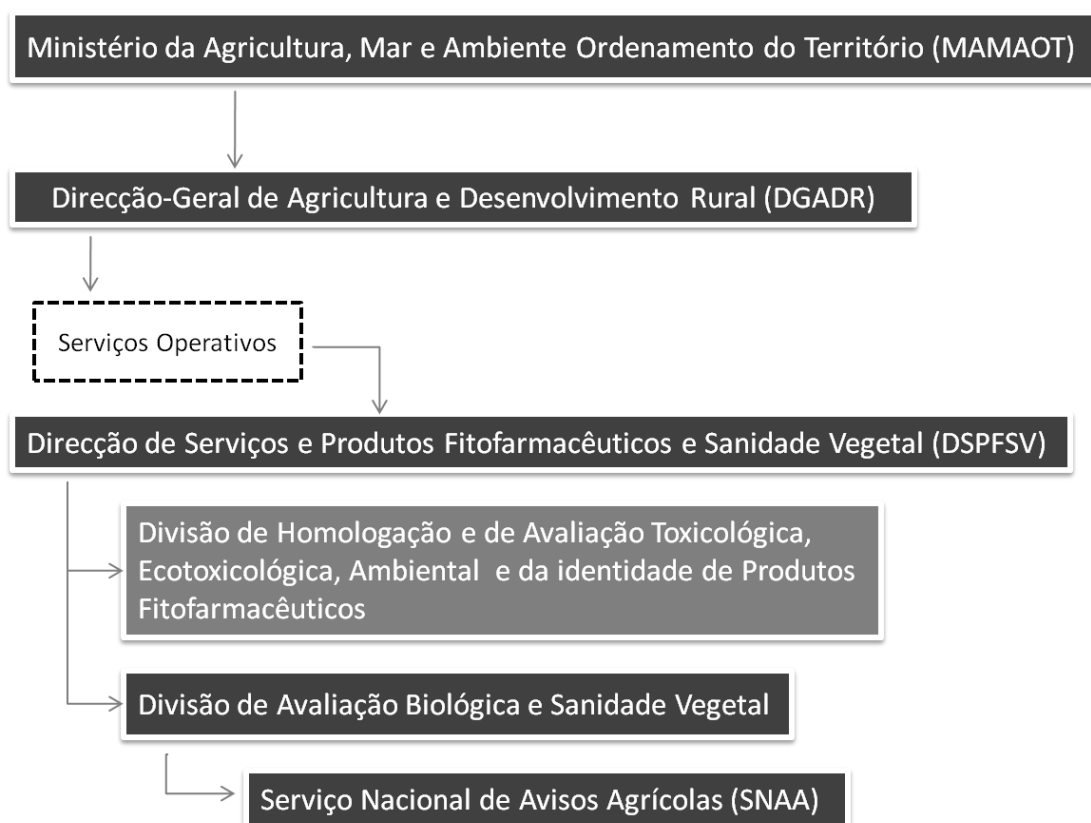 Ministério da Agricultura, Mar e Ambiente Ordenamento do Território (MAMAOT)
Direcção-Geral de Agricultura e Desenvolvimento Rural (DGADR)
Serviços Operativos
Direcção de Serviços e Produtos Fitofarmacêuticos e Sanidade Vegetal (DSPFSV)
Divisão de Homologação e de Avaliação Toxicológica,
Ecotoxicológica, Ambiental e da identidade de Produtos
Fitofarmacêuticos
Divisão de Avaliação Biológica e Sanidade Vegetal
Serviço Nacional de Avisos Agrícolas (SNAA)